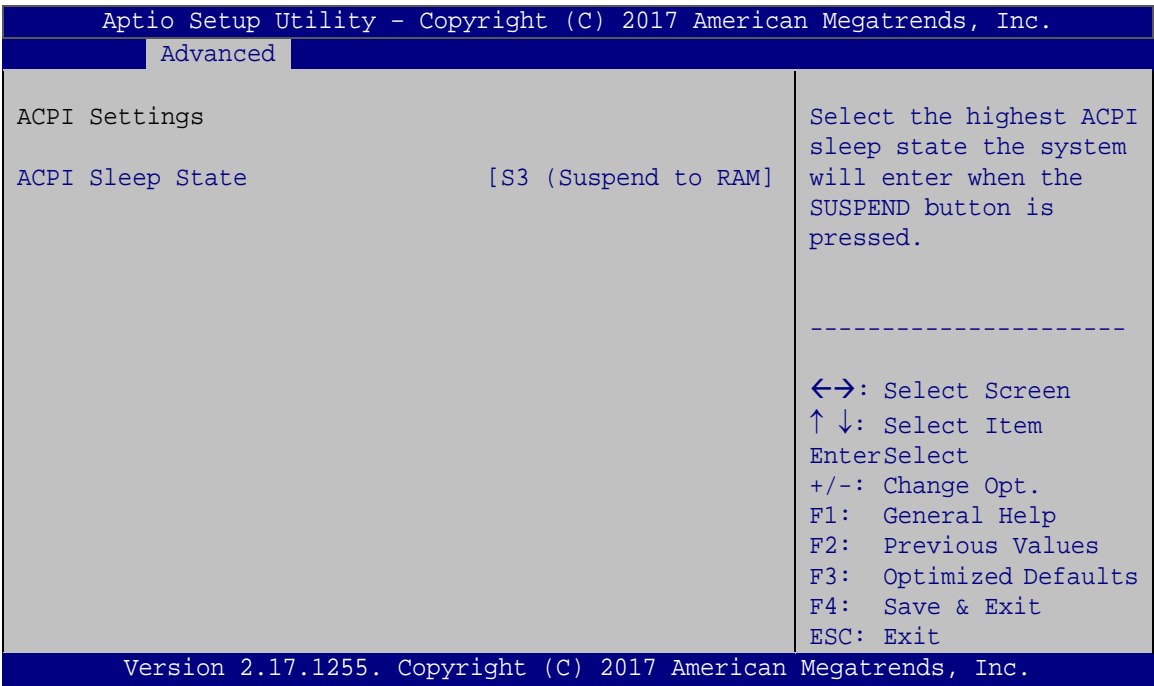 Aptio Setup Utility – Copyright (C) 2017 American Megatrends, Inc.
Advanced
ACPI Settings
ACPI Sleep State [S3 (Suspend to RAM]
Select the highest ACPI
sleep state the system
will enter when the
SUSPEND button is
pressed.
----------------------
←→: Select Screen
↑ ↓: Select Item
EnterSelect
+/-: Change Opt.
F1: General Help
F2: Previous Values
F3: Optimized Defaults
F4: Save & Exit
ESC: Exit
Version 2.17.1255. Copyright (C) 2017 American Megatrends, Inc.